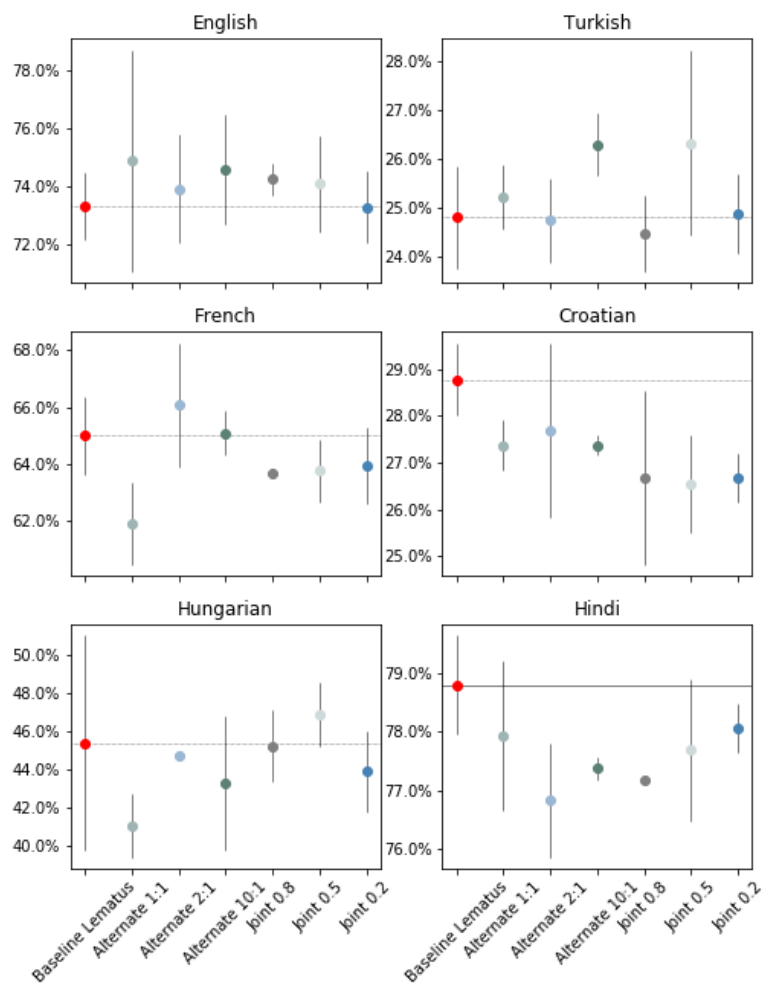 English
78.0%
76.0%
74.0%
72.0%
Turkish
28.0%
27.0%
26.0%
25.0%
24.0%
French
68.0%
66.0%
64.0%
62.0%
Croatian
29.0%
28.0%
27.0%
26.0%
25.0%
Hungarian
50.0%
48.0%
46.0%
44.0%
42.0%
40.0%
Hindi
79.0%
78.0%
77.0%
76.0%
Baseline Lematus
Alternate 1:1
Alternate 2:1
Alternate 10:1
Joint 0.8
Joint 0.5
Joint 0.2
Baseline Lematus
Alternate 1:1
Alternate 2:1
Alternate 10:1
Joint 0.8
Joint 0.5
Joint 0.2